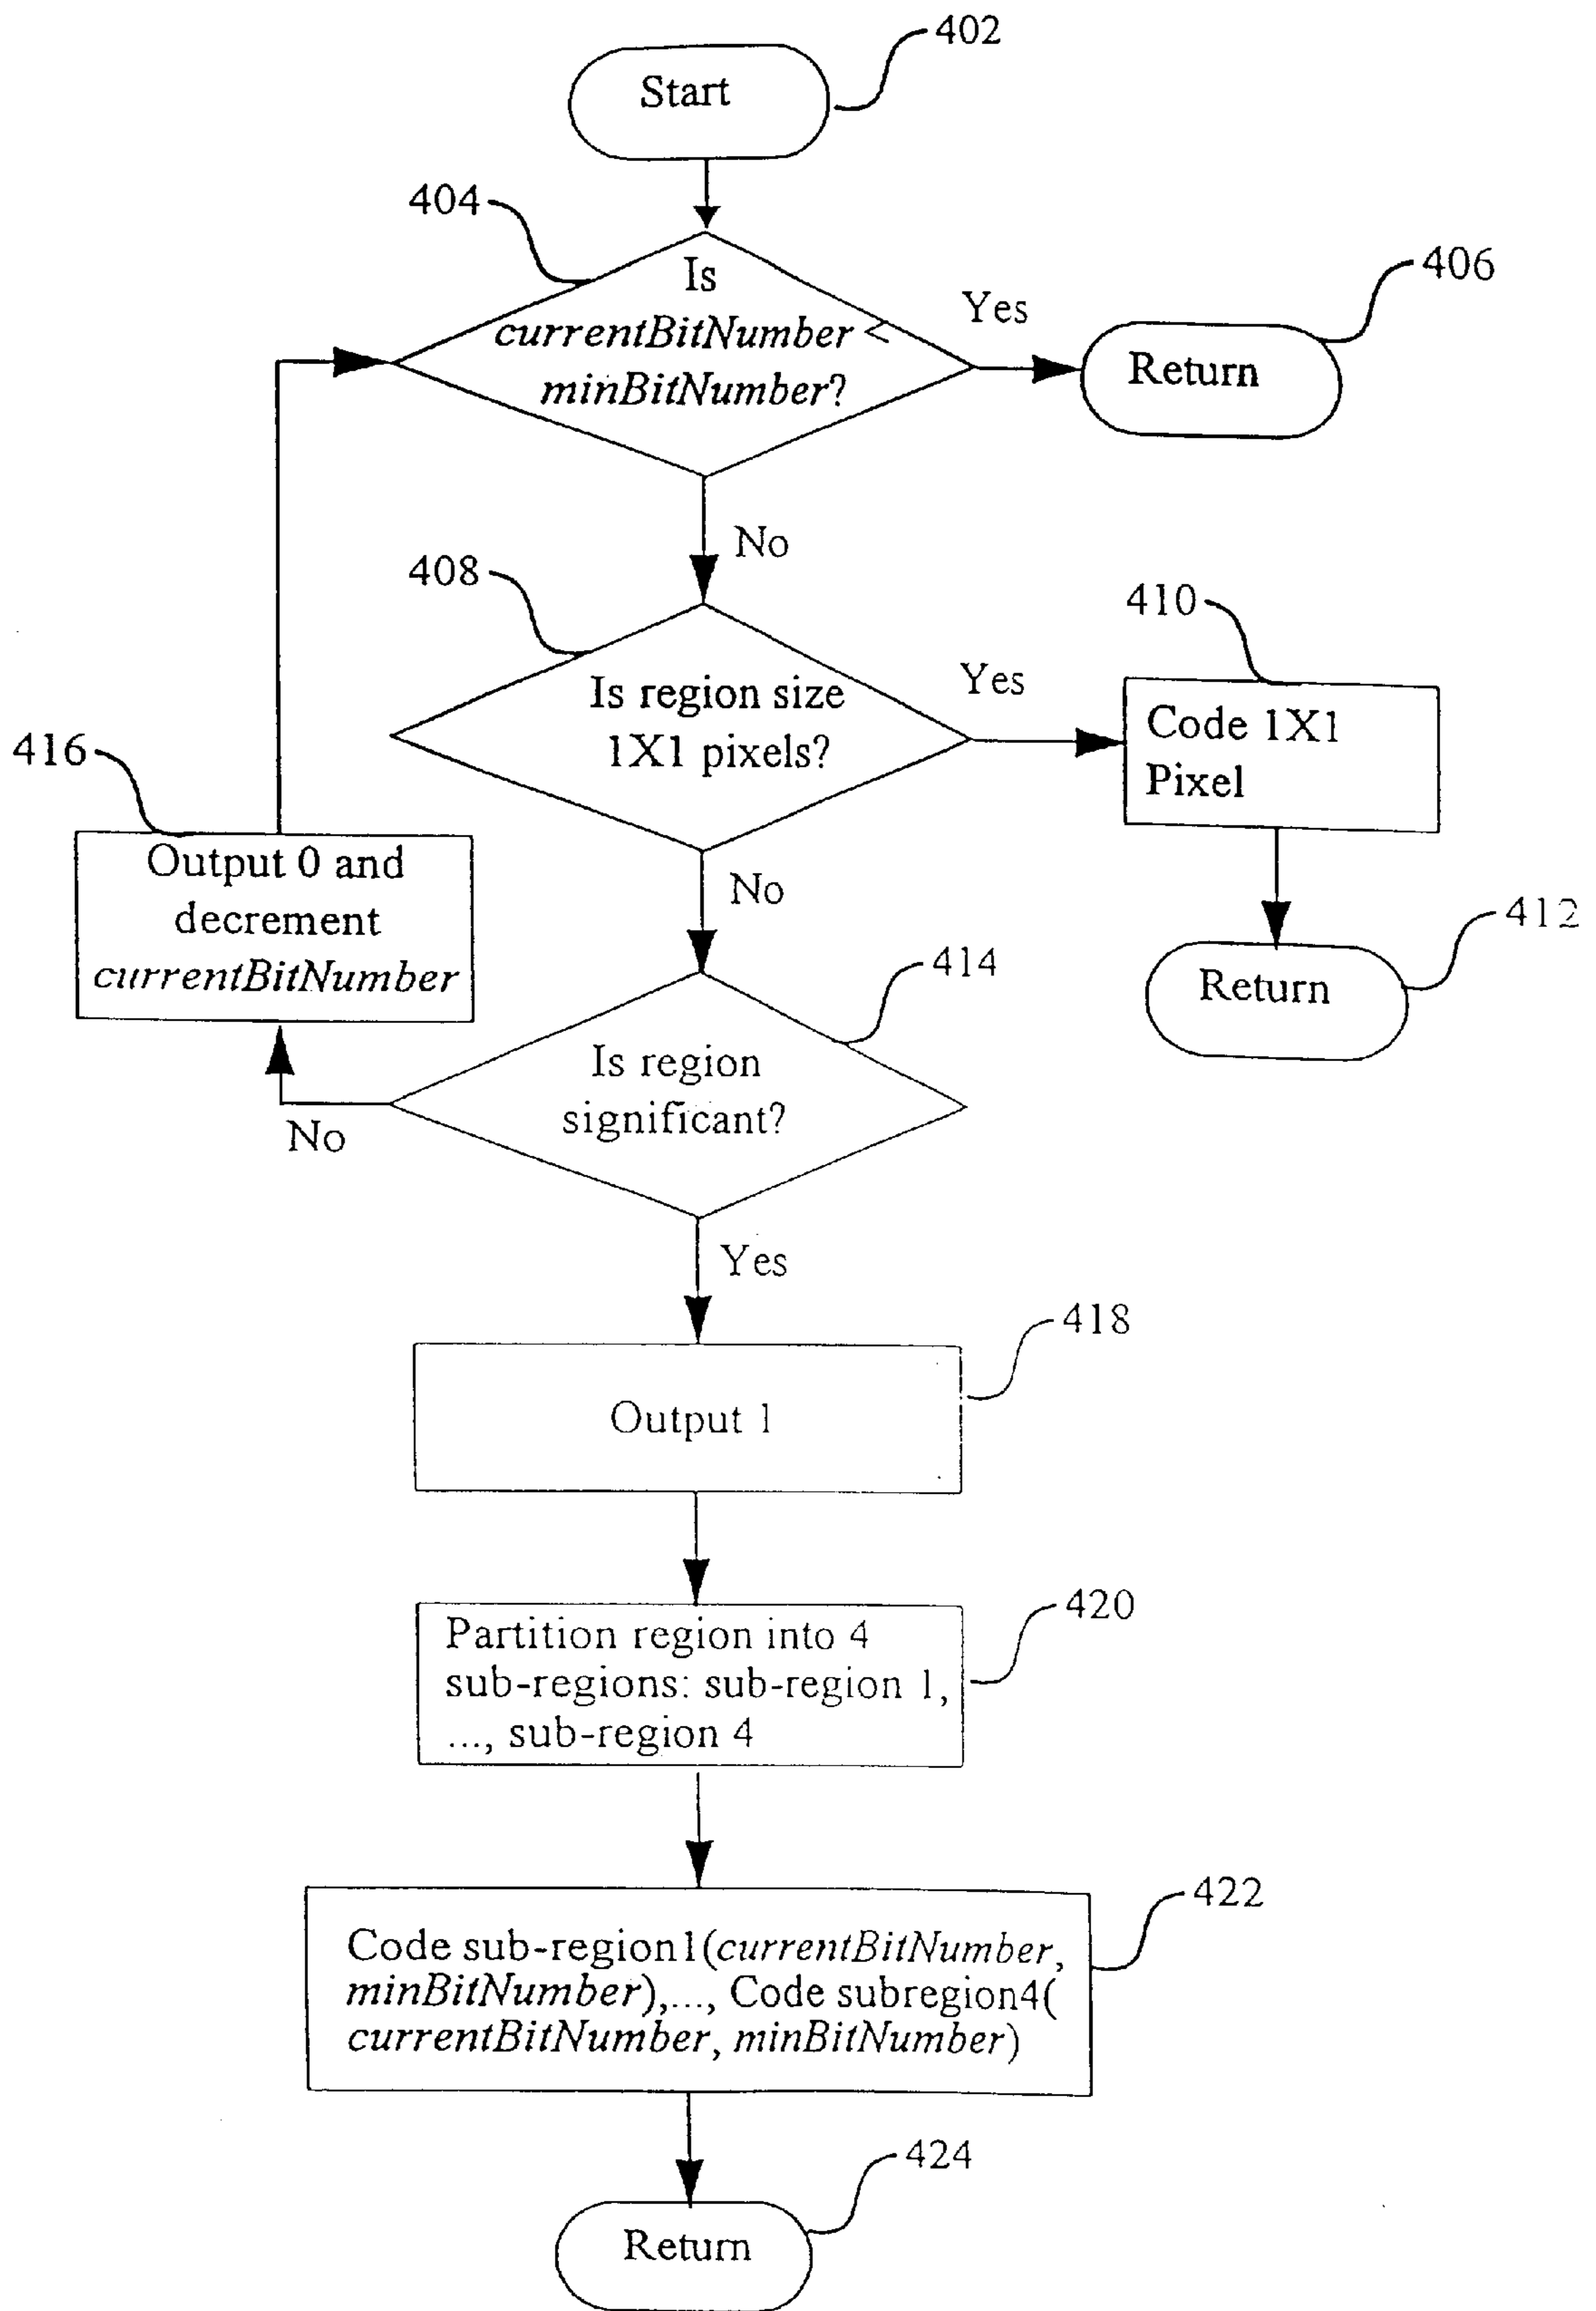 402
Start
404
Is
currentBitNumber <
minBitNumber?
Yes
406
Return
No
408
Is region size
1X1 pixels?
Yes
410
Code 1X1
Pixel
416
Output 0 and
decrement
currentBitNumber
No
412
Return
414
Is region
significant?
No
Yes
418
Output 1
420
Partition region into 4
sub-regions: sub-region 1,
..., sub-region 4
422
Code sub-region1(currentBitNumber,
minBitNumber),..., Code subregion4(
currentBitNumber, minBitNumber)
424
Return